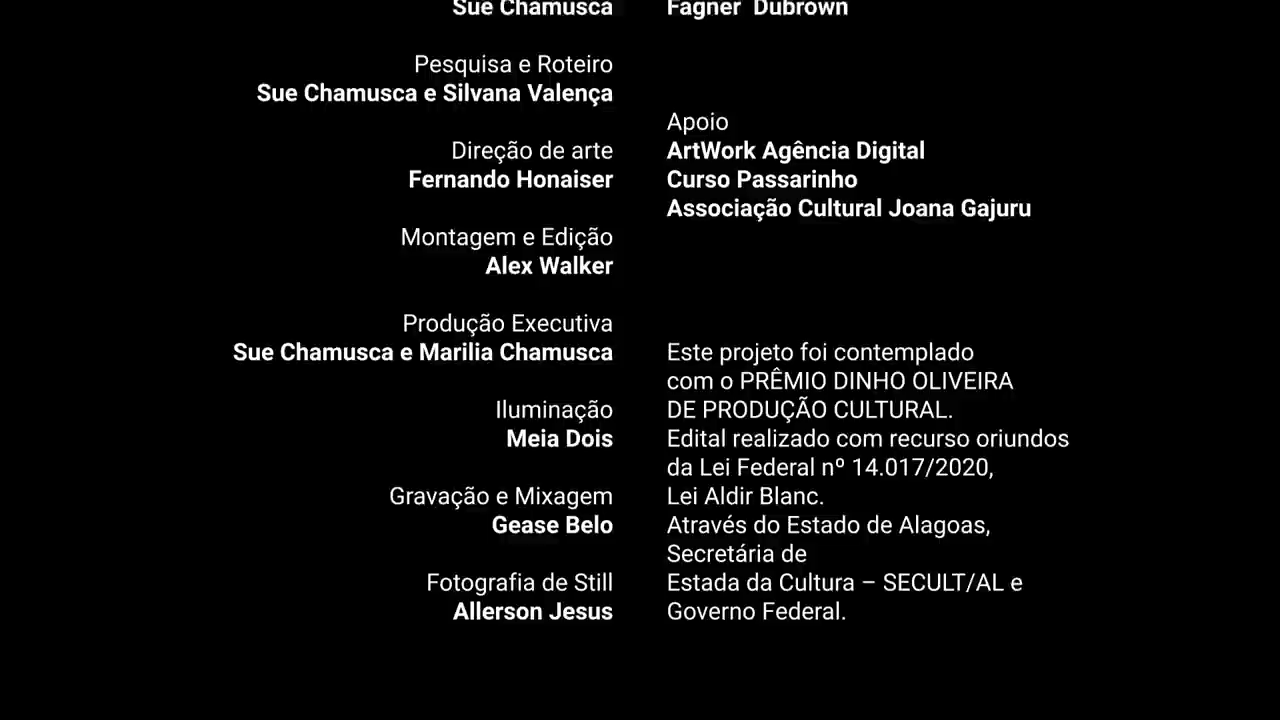 Sue Chamusca
Pesquisa e Roteiro
Sue Chamusca e Silvana Valença
Direção de arte
Fernando Honaiser
Montagem e Edição
Alex Walker
Produção Executiva
Sue Chamusca e Marilia Chamusca
Iluminação
Meia Dois
Gravação e Mixagem
Gease Belo
Fotografia de Still
Allerson Jesus
Fagner Dubrown
Apoio
ArtWork Agência Digital
Curso Passarinho
Associação Cultural Joana Gajuru
Este projeto foi contemplado
com o PRÊMIO DINHO OLIVEIRA
DE PRODUÇÃO CULTURAL.
Edital realizado com recurso oriundos
da Lei Federal nº 14.017/2020,
Lei Aldir Blanc.
Através do Estado de Alagoas,
Secretária de
Estada da Cultura – SECULT/AL e
Governo Federal.